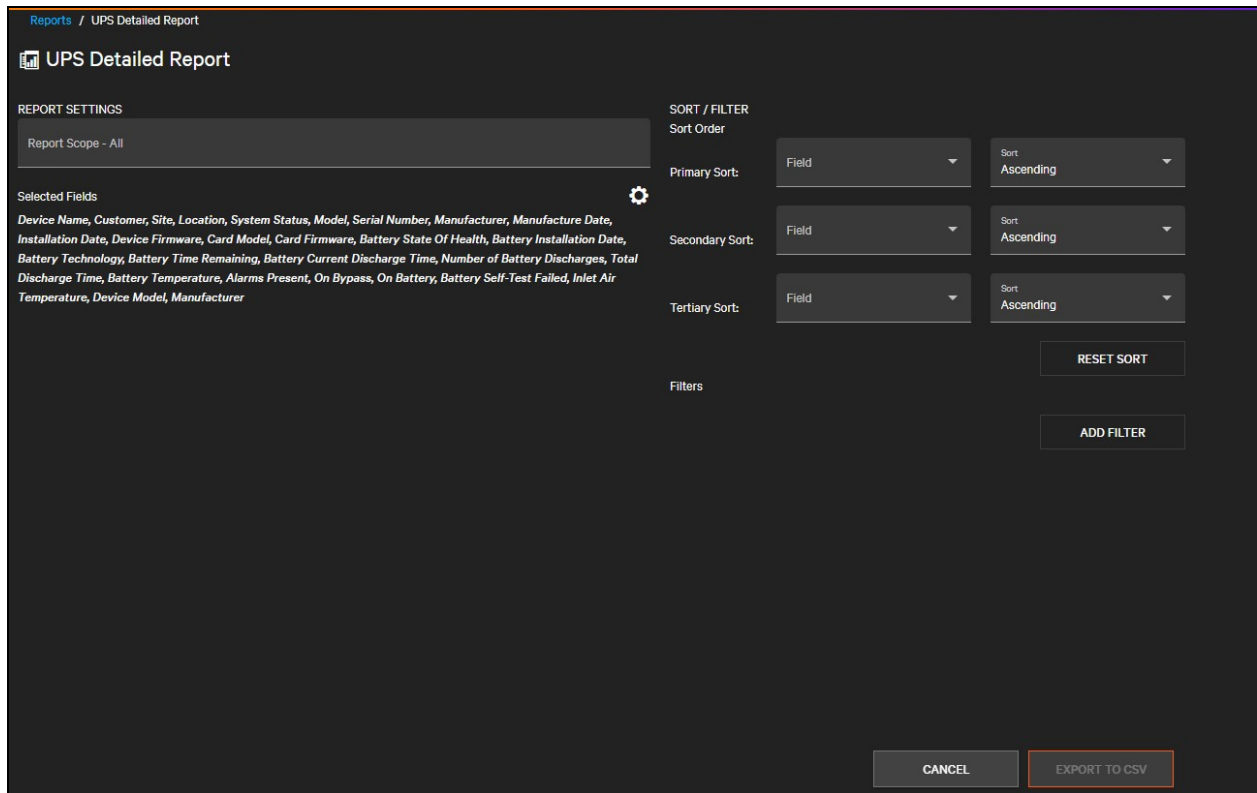 Reports / UPS Detailed Report
UPS Detailed Report
REPORT SETTINGS
Report Scope - All
Selected Fields
Device Name, Customer, Site, Location, System Status, Model, Serial Number, Manufacturer, Manufacture Date,
Installation Date, Device Firmware, Card Model, Card Firmware, Battery State Of Health, Battery Installation Date,
Battery Technology, Battery Time Remaining, Battery Current Discharge Time, Number of Battery Discharges, Total
Discharge Time, Battery Temperature, Alarms Present, On Bypass, On Battery, Battery Self-Test Failed, Inlet Air
Temperature, Device Model, Manufacturer
SORT / FILTER
Sort Order
Primary Sort:
Field
Sort
Ascending
Secondary Sort:
Field
Sort
Ascending
Tertiary Sort:
Field
Sort
Ascending
RESET SORT
Filters
ADD FILTER
CANCEL
EXPORT TO CSV